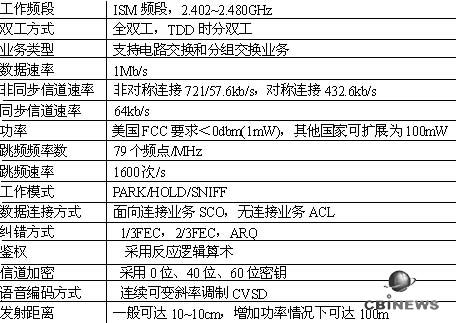 工作频段 ISM 频段，2.402~2.480GHz
双工方式 全双工，TDD 时分双工
业务类型 支持电路交换和分组交换业务
数据速率 1Mb/s
非同步信道速率 非对称连接 721/57.6kb/s，对称连接 432.6kb/s
同步信道速率 64kb/s
功率 美国 FCC 要求＜0dbm(1mW)，其他国家可扩展为 100mW
跳频频率数 79 个频点/MHz
跳频速率 1600 次/s
工作模式 PARK/HOLD/SNIFF
数据连接方式 面向连接业务 SCO，无连接业务 ACL
纠错方式 1/3FEC，2/3FEC，ARQ
鉴权 采用反应逻辑算术
信道加密 采用 0 位、40 位、60 位密钥
语音编码方式 连续可变斜率调制 CVSD
发射距离 一般可达 10~10cm，增加功率情况下可达 100m
CBINEWS